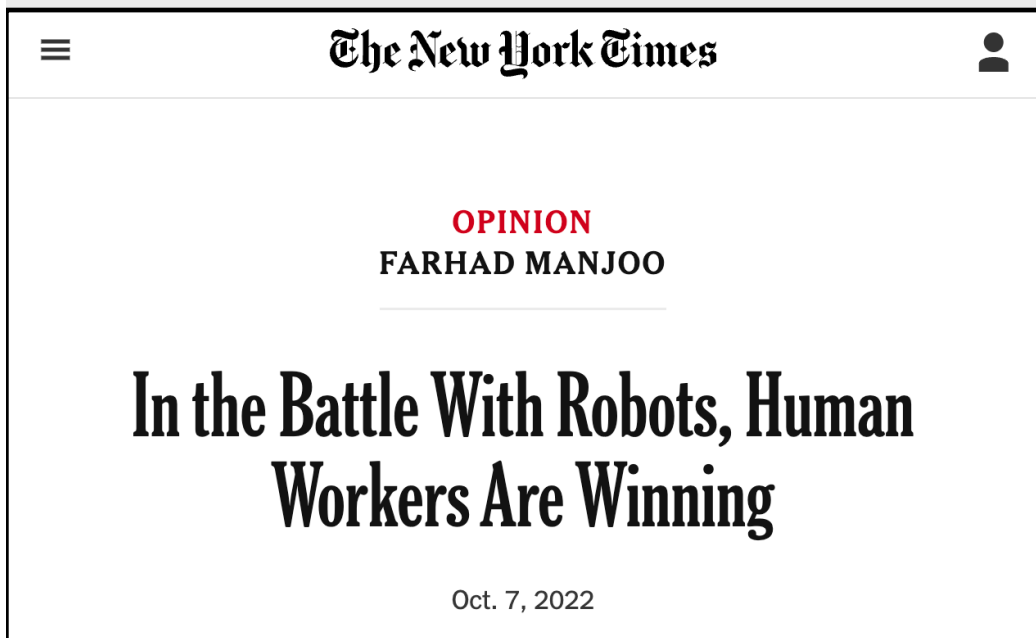 The New York Times
OPINION
FARHAD MANJOO
In the Battle With Robots, Human
Workers Are Winning
Oct. 7, 2022